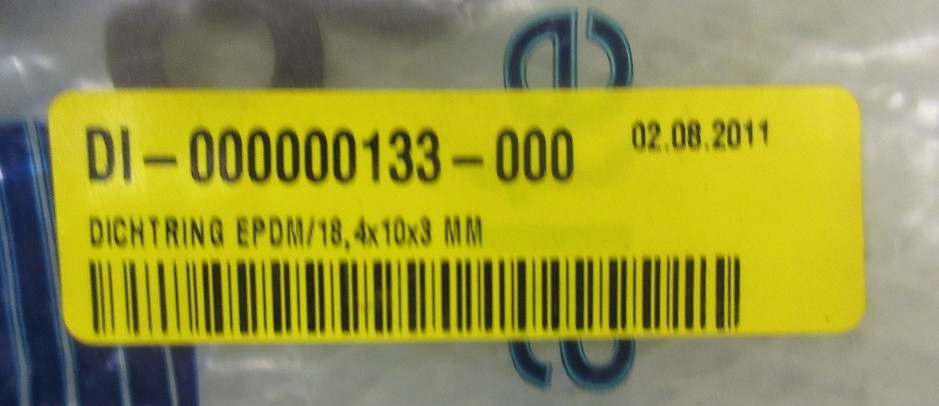 DI-000000133-000 02.08.2011
DICHTRING EPDM/18,4x10x3 MM